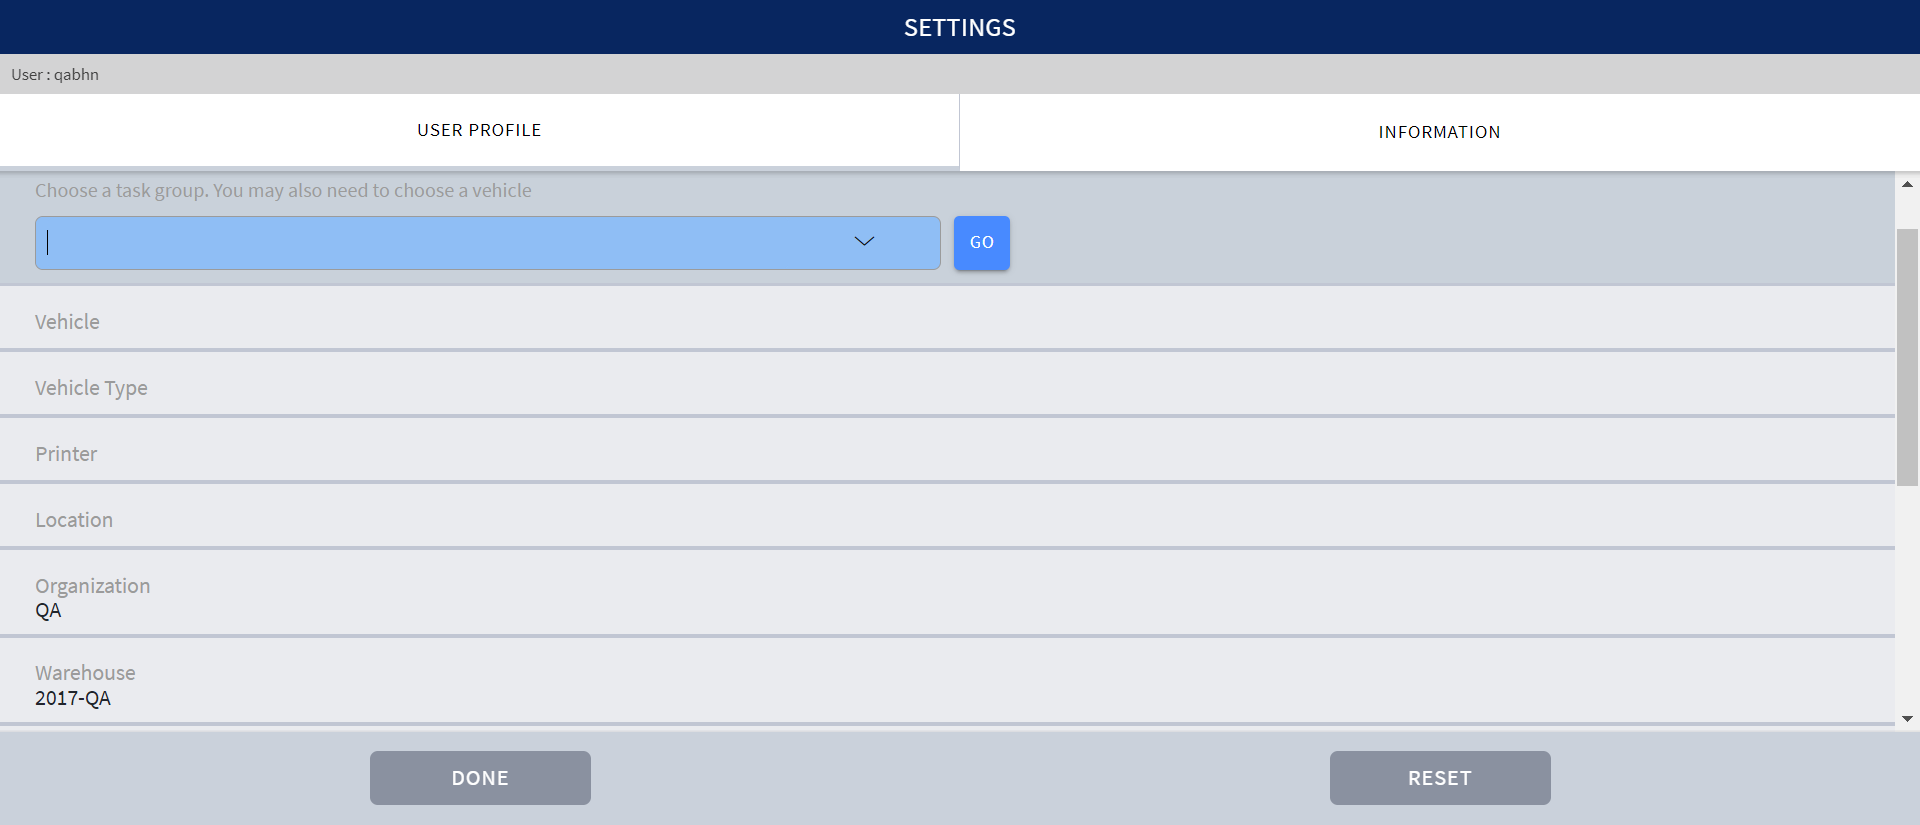 SETTINGS
User : qabhn
USER PROFILE
INFORMATION
Choose a task group. You may also need to choose a vehicle
GO
Vehicle
Vehicle Type
Printer
Location
Organization
QA
Warehouse
2017-QA
DONE
RESET